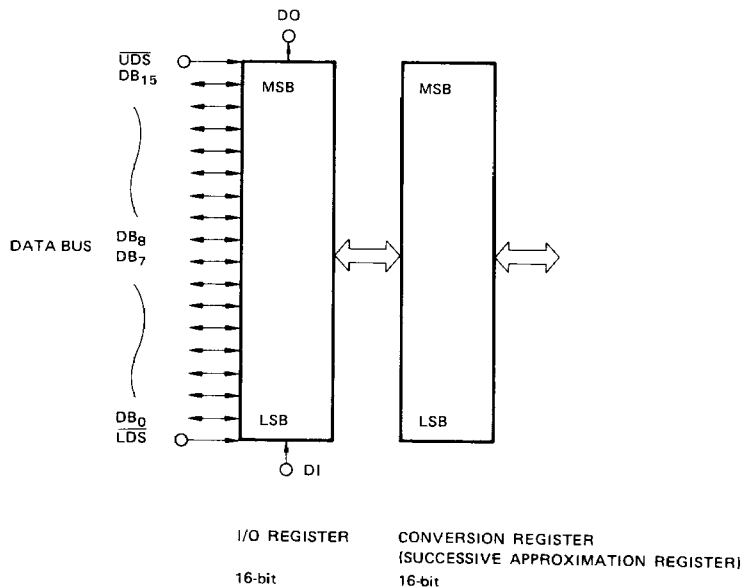 DO
UDS
DB15
MSB
MSB
DATA BUS
DB8
DB7
DB0
LSB
LSB
LDS
DI
I/O REGISTER
CONVERSION REGISTER
(SUCCESSIVE APPROXIMATION REGISTER)
16-bit
16-bit